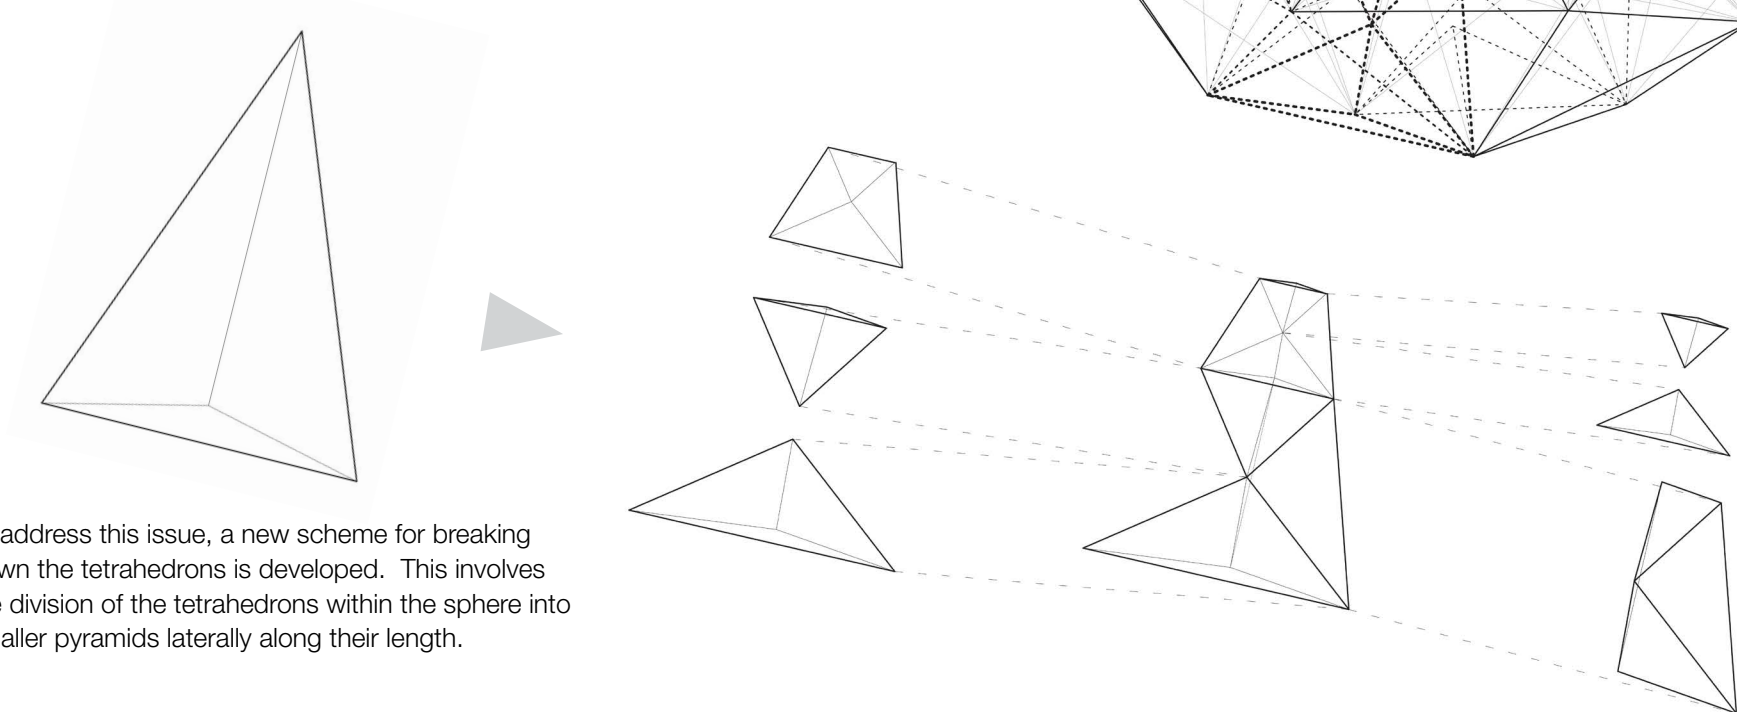 address this issue, a new scheme for breaking
wn the tetrahedrons is developed.  This involves
e division of the tetrahedrons within the sphere into
aller pyramids laterally along their length.